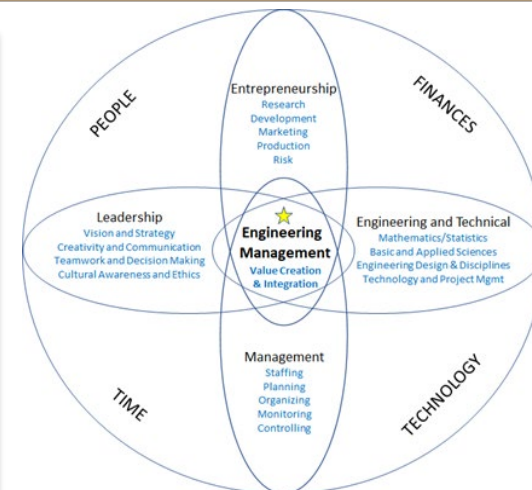 PEOPLE
FINANCES
Entrepreneurship
Research
Development
Marketing
Production
Risk
Leadership
Vision and Strategy
Creativity and Communication
Teamwork and Decision Making
Cultural Awareness and Ethics
Engineering
Management
Value Creation
& Integration
Engineering and Technical
Mathematics/Statistics
Basic and Applied Sciences
Engineering Design & Disciplines
Technology and Project Mgmt
Management
Staffing
Planning
Organizing
Monitoring
Controlling
TIME
TECHNOLOGY